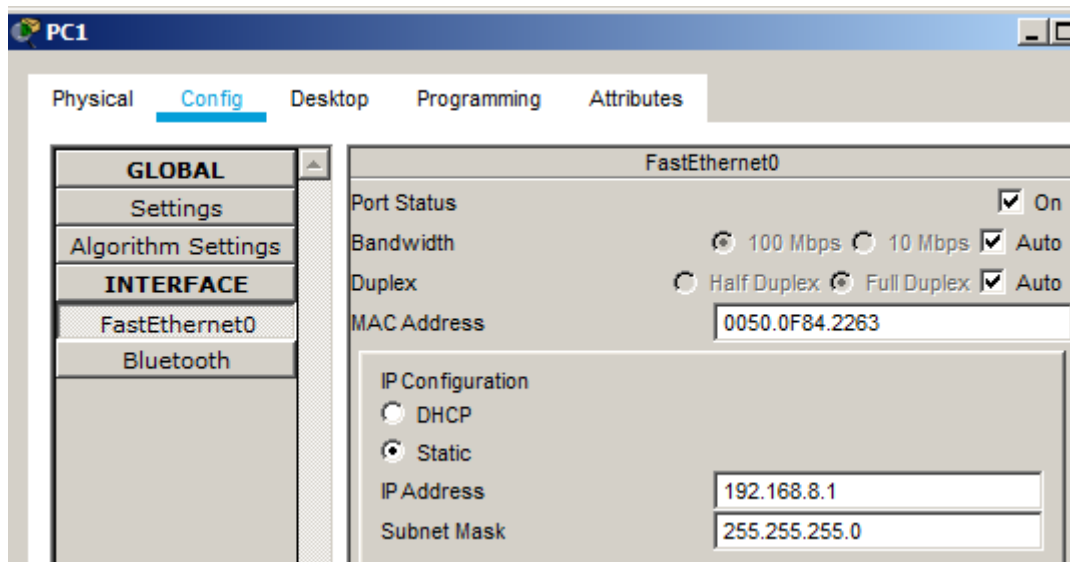 PC1
Physical Config Desktop Programming Attributes
GLOBAL
Settings
Algorithm Settings
INTERFACE
FastEthernet0
Bluetooth
FastEthernet0
Port Status On
Bandwidth 100 Mbps 10 Mbps Auto
Duplex Half Duplex Full Duplex Auto
MAC Address 0050.0F84.2263
IP Configuration
DHCP
Static
IP Address 192.168.8.1
Subnet Mask 255.255.255.0